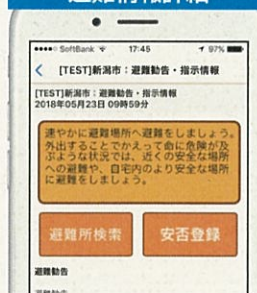 SoftBank 17:45 97%
[TEST]新潟市：避難勧告・指示情報
[TEST]新潟市：避難勧告・指示情報
2018年05月23日 09時59分
速やかに避難場所へ避難をしましょう。
外出することでかえって命に危険が及
ぶような状況では、近くの安全な場所
への避難や、自宅内のより安全な場所
に避難をしましょう。
避難所検索 安否登録
避難勧告